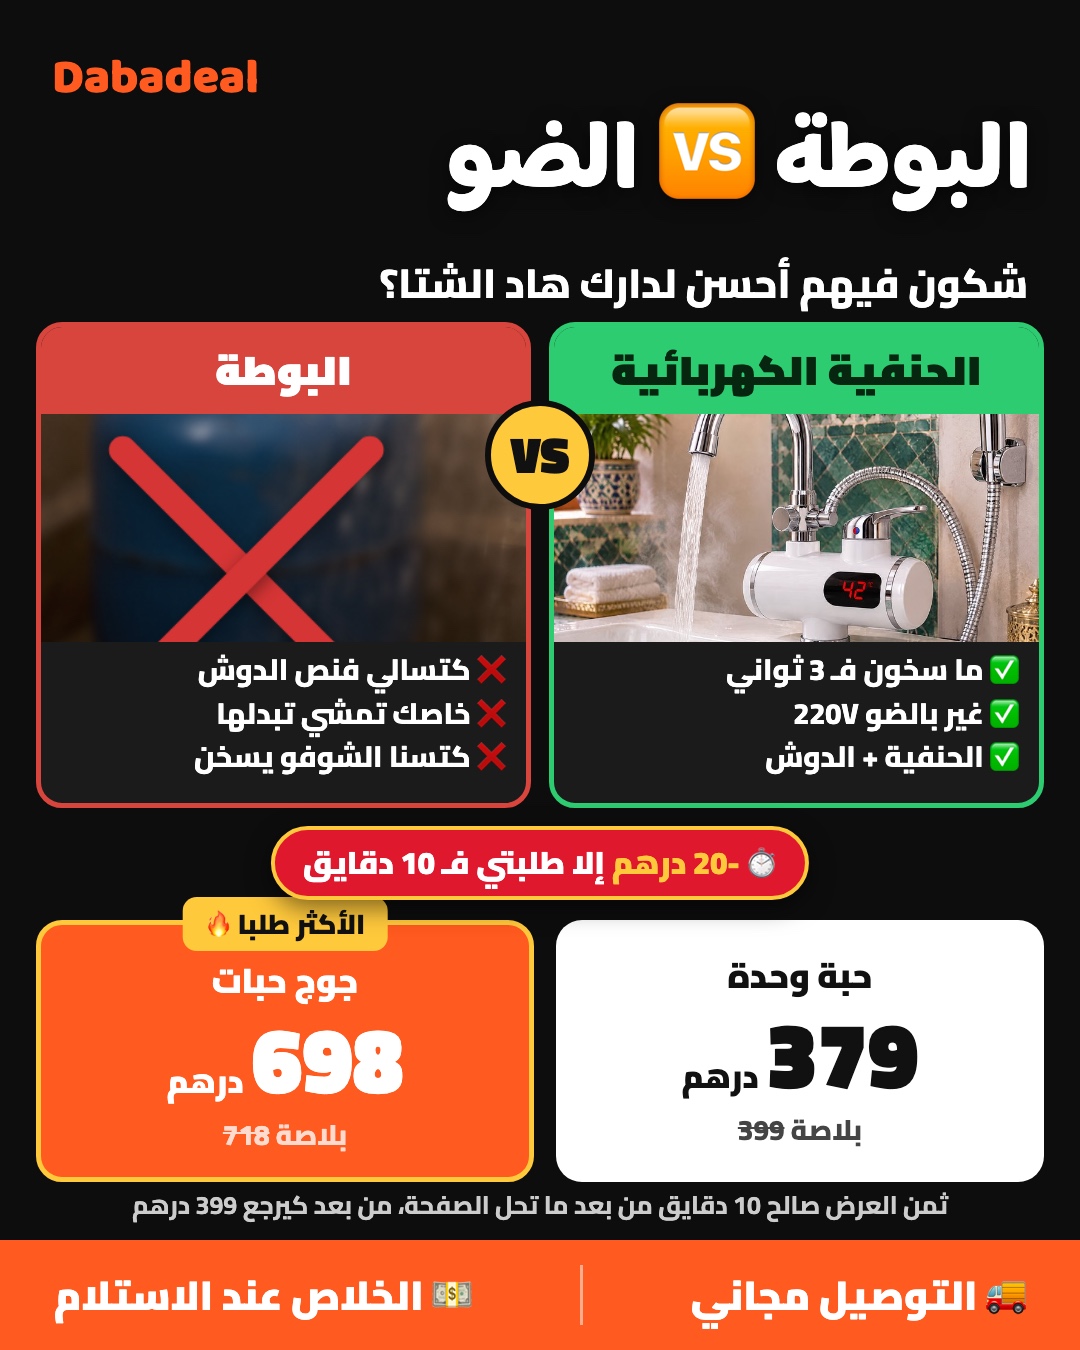 Dabadeal
البوطة VS الضو
شكون فيهم أحسن لدارك هاد الشتا؟
الحنفية الكهربائية
42
✅ ما سخون فـ 3 ثواني
✅ غير بالضو 220V
✅ الحنفية + الدوش
VS
البوطة
❌ كتسالي فنص الدوش
❌ خاصك تمشي تبدلها
❌ كتسنا الشوفو يسخن
⏱️ -20 درهم إلا طلبتي فـ 10 دقايق
حبة وحدة
379 درهم
بلاصة 399
الأكثر طلبا 🔥
جوج حبات
698 درهم
بلاصة 718
ثمن العرض صالح 10 دقايق من بعد ما تحل الصفحة، من بعد كيرجع 399 درهم
🚚 التوصيل مجاني
💵 الخلاص عند الاستلام